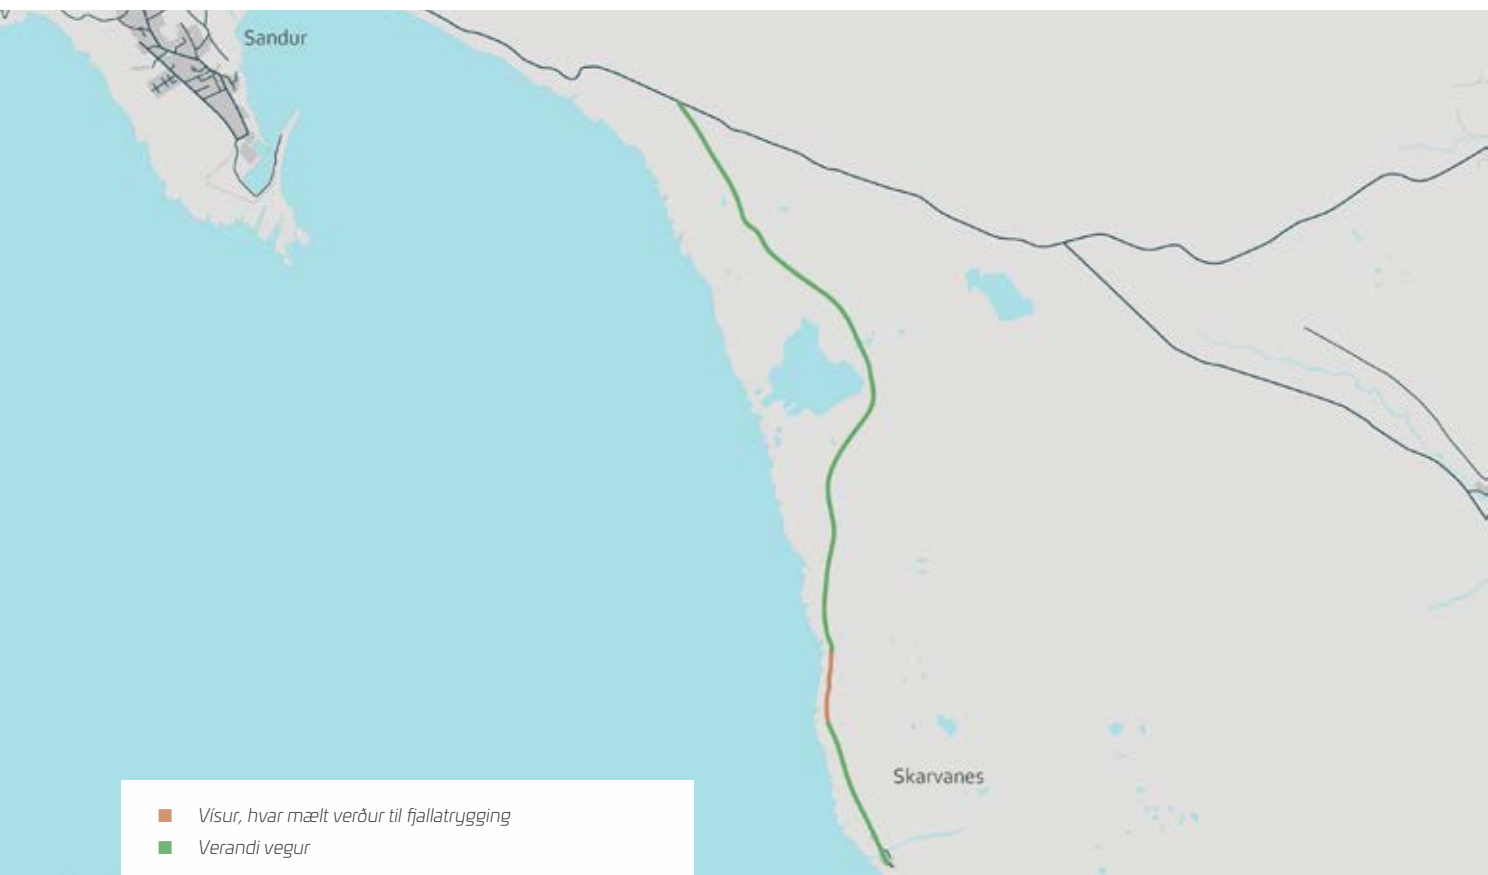 Sandur
Skarvanes
Vísur, hvar mælt verður til fjallatrygging
Verandi vegur